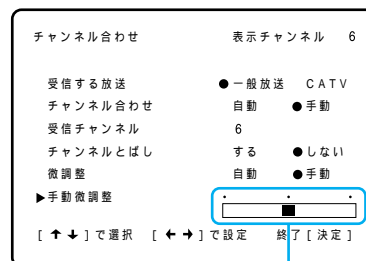 チャンネル合わせ 表示チャンネル 6
受信する放送 ●一般放送 CATV
チャンネル合わせ 自動 ●手動
受信チャンネル 6
チャンネルとばし する ●しない
微調整 自動 ●手動
▶手動微調整
[↑↓]で選択 [←→]で設定 終了[決定]